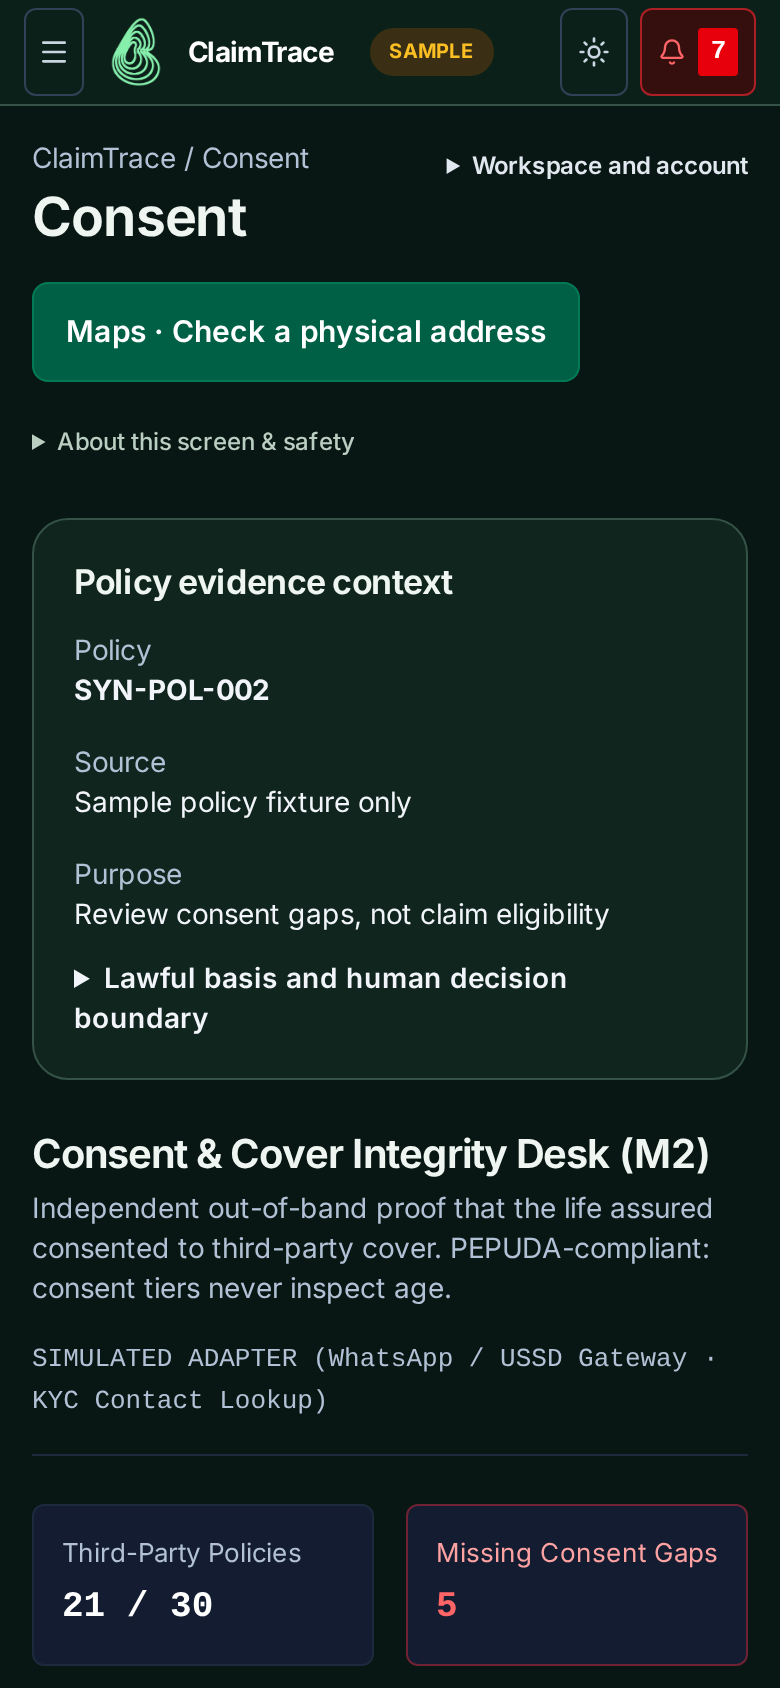 ClaimTrace
SAMPLE
7
ClaimTrace / Consent
▶ Workspace and account
Consent
Maps · Check a physical address
▶ About this screen & safety
Policy evidence context
Policy
SYN-POL-002
Source
Sample policy fixture only
Purpose
Review consent gaps, not claim eligibility
▶ Lawful basis and human decision
boundary
Consent & Cover Integrity Desk (M2)
Independent out-of-band proof that the life assured
consented to third-party cover. PEPUDA-compliant:
consent tiers never inspect age.
SIMULATED ADAPTER (WhatsApp / USSD Gateway ·
KYC Contact Lookup)
Third-Party Policies
21 / 30
Missing Consent Gaps
5